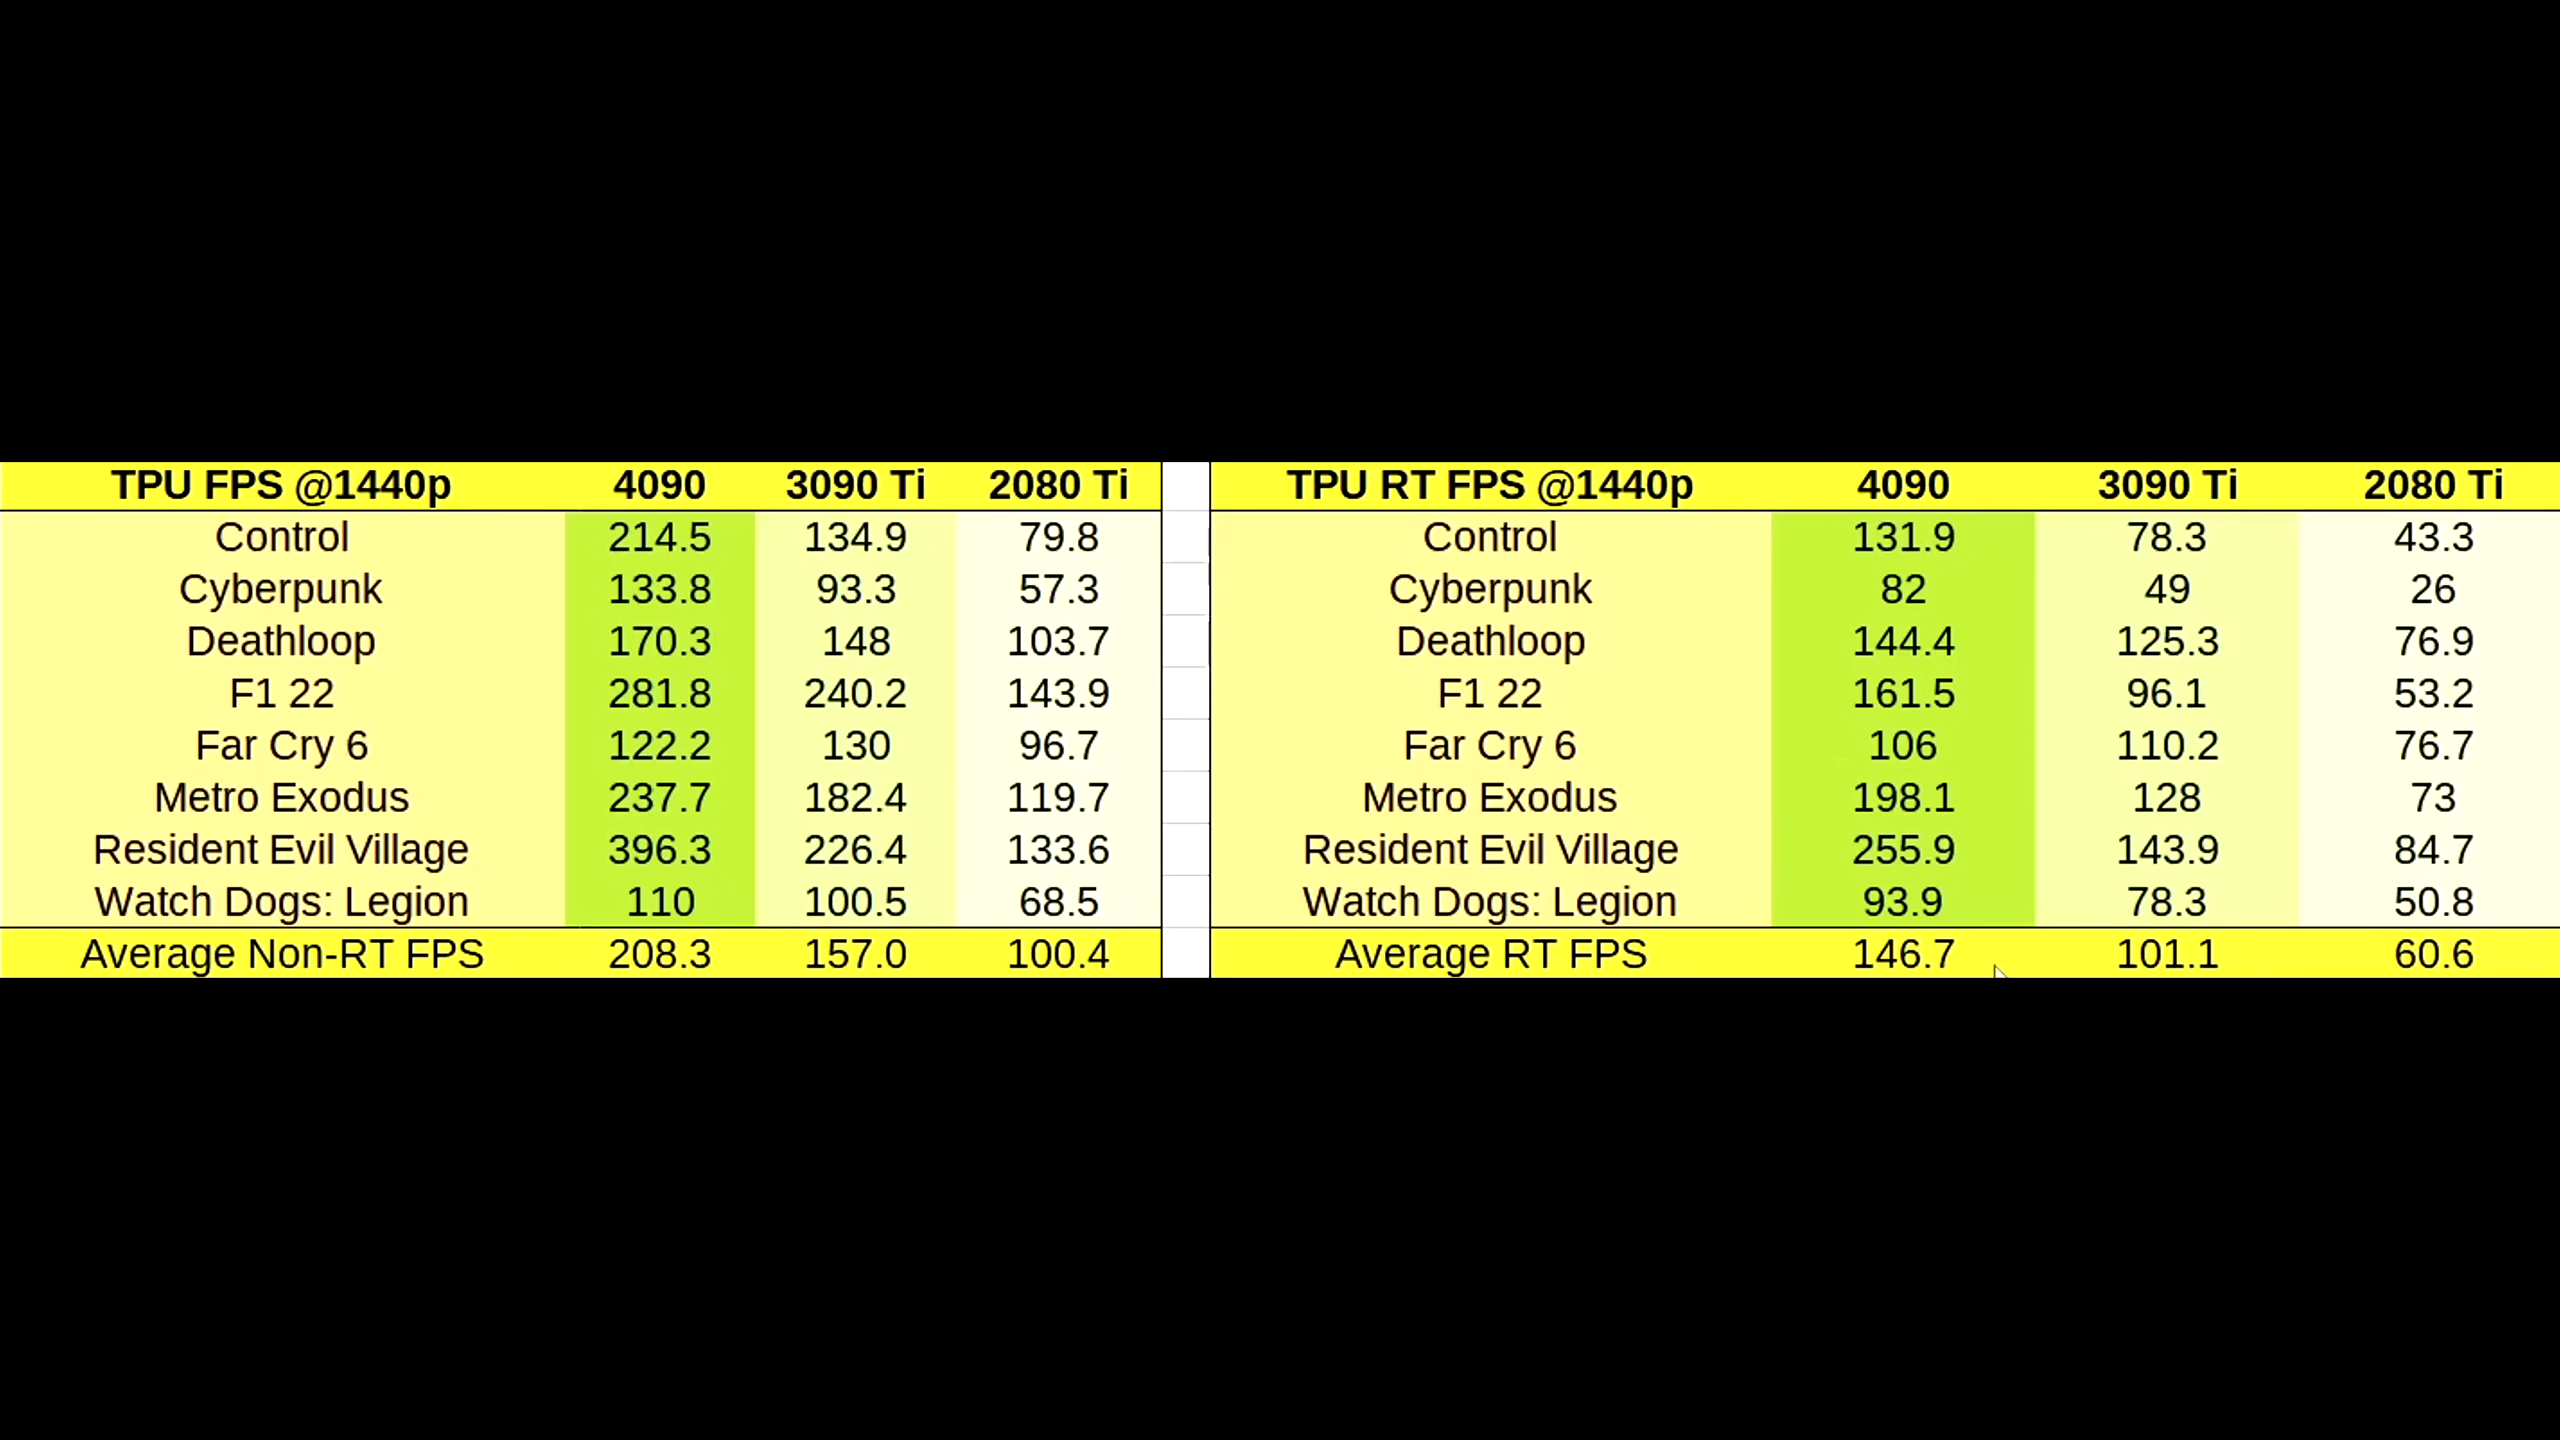 TPU FPS @1440p 4090 3090 Ti 2080 Ti
Control 214.5 134.9 79.8
Cyberpunk 133.8 93.3 57.3
Deathloop 170.3 148 103.7
F1 22 281.8 240.2 143.9
Far Cry 6 122.2 130 96.7
Metro Exodus 237.7 182.4 119.7
Resident Evil Village 396.3 226.4 133.6
Watch Dogs: Legion 110 100.5 68.5
Average Non-RT FPS 208.3 157.0 100.4
TPU RT FPS @1440p 4090 3090 Ti 2080 Ti
Control 131.9 78.3 43.3
Cyberpunk 82 49 26
Deathloop 144.4 125.3 76.9
F1 22 161.5 96.1 53.2
Far Cry 6 106 110.2 76.7
Metro Exodus 198.1 128 73
Resident Evil Village 255.9 143.9 84.7
Watch Dogs: Legion 93.9 78.3 50.8
Average RT FPS 146.7 101.1 60.6